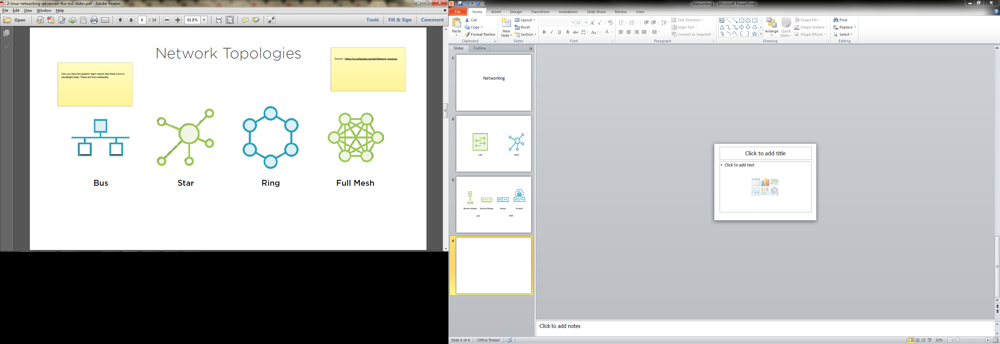 2-linux-networking-advanced-lfce-m2-slides.pdf - Adobe Reader
File Edit View Window Help
Open 6 / 14 61.8% Tools Fill & Sign Comment
Network Topologies
Can you have the graphic team rework this three icons in
pluralsight style. These are from wikipedia.
Source - https://en.wikipedia.org/wiki/Network_topology
Bus Star Ring Full Mesh
Networking - Microsoft PowerPoint
File Home Insert Design Transitions Animations Slide Show Review View
Paste
Cut
Copy
Format Painter
Clipboard
New
Slide
Layout
Reset
Section
Slides
32
B I U S abc AV Aa A
Font
Text Direction
Align Text
Convert to SmartArt
Paragraph
Arrange
Quick
Styles
Shape Fill
Shape Outline
Shape Effects
Drawing
Find
Replace
Select
Editing
Slides Outline
1
Networking
2
LAN WAN
3
RJ-45
Network Adapter Switches/Bridges Routers Firewalls
LAN WAN
4
Click to add title
• Click to add text
Click to add notes
Slide 4 of 4 "Office Theme" 32%